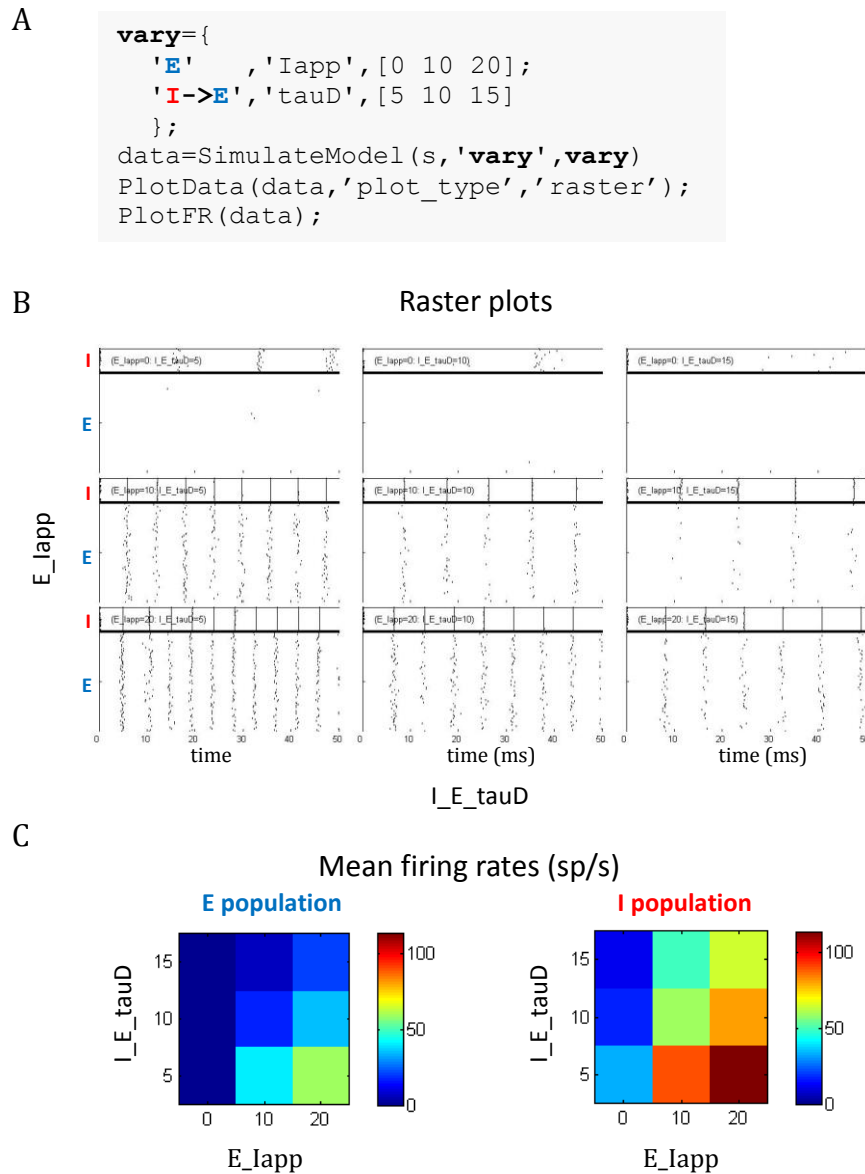 A
vary={
'E' ,'Iapp',[0 10 20];
'I->E','tauD',[5 10 15]
};
data=SimulateModel(s,'vary',vary)
PlotData(data,’plot_type’,’raster’);
PlotFR(data);
B
Raster plots
I
(E_Iapp=0: I_E_tauD=5)
(E_Iapp=0: I_E_tauD=10)
(E_Iapp=0: I_E_tauD=15)
E
I
(E_Iapp=10: I_E_tauD=5)
(E_Iapp=10: I_E_tauD=10)
(E_Iapp=10: I_E_tauD=15)
E
E_Iapp
I
(E_Iapp=20: I_E_tauD=5)
(E_Iapp=20: I_E_tauD=10)
(E_Iapp=20: I_E_tauD=15)
E
0 10 20 30 40 50
0 10 20 30 40 50
0 10 20 30 40 50
time
time (ms)
time (ms)
I_E_tauD
C
Mean firing rates (sp/s)
E population
I population
I_E_tauD
15
10
5
0 10 20
E_Iapp
100
50
0
I_E_tauD
15
10
5
0 10 20
E_Iapp
100
50
0